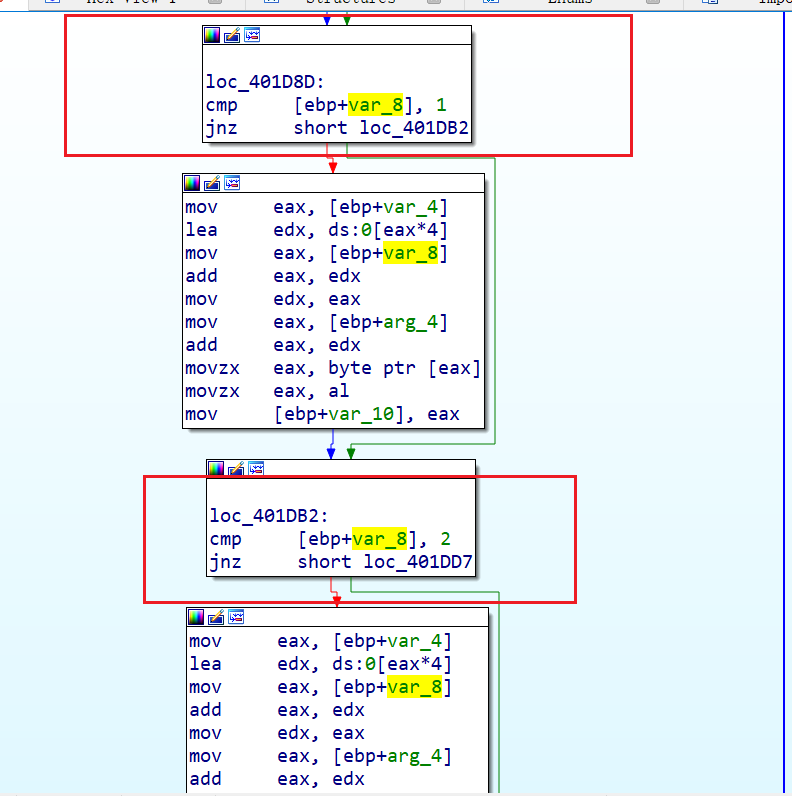 Hex View-1 Structures Enums
loc_401D8D:
cmp [ebp+var_8], 1
jnz short loc_401DB2
mov eax, [ebp+var_4]
lea edx, ds:0[eax*4]
mov eax, [ebp+var_8]
add eax, edx
mov edx, eax
mov eax, [ebp+arg_4]
add eax, edx
movzx eax, byte ptr [eax]
movzx eax, al
mov [ebp+var_10], eax
loc_401DB2:
cmp [ebp+var_8], 2
jnz short loc_401DD7
mov eax, [ebp+var_4]
lea edx, ds:0[eax*4]
mov eax, [ebp+var_8]
add eax, edx
mov edx, eax
mov eax, [ebp+arg_4]
add eax, edx